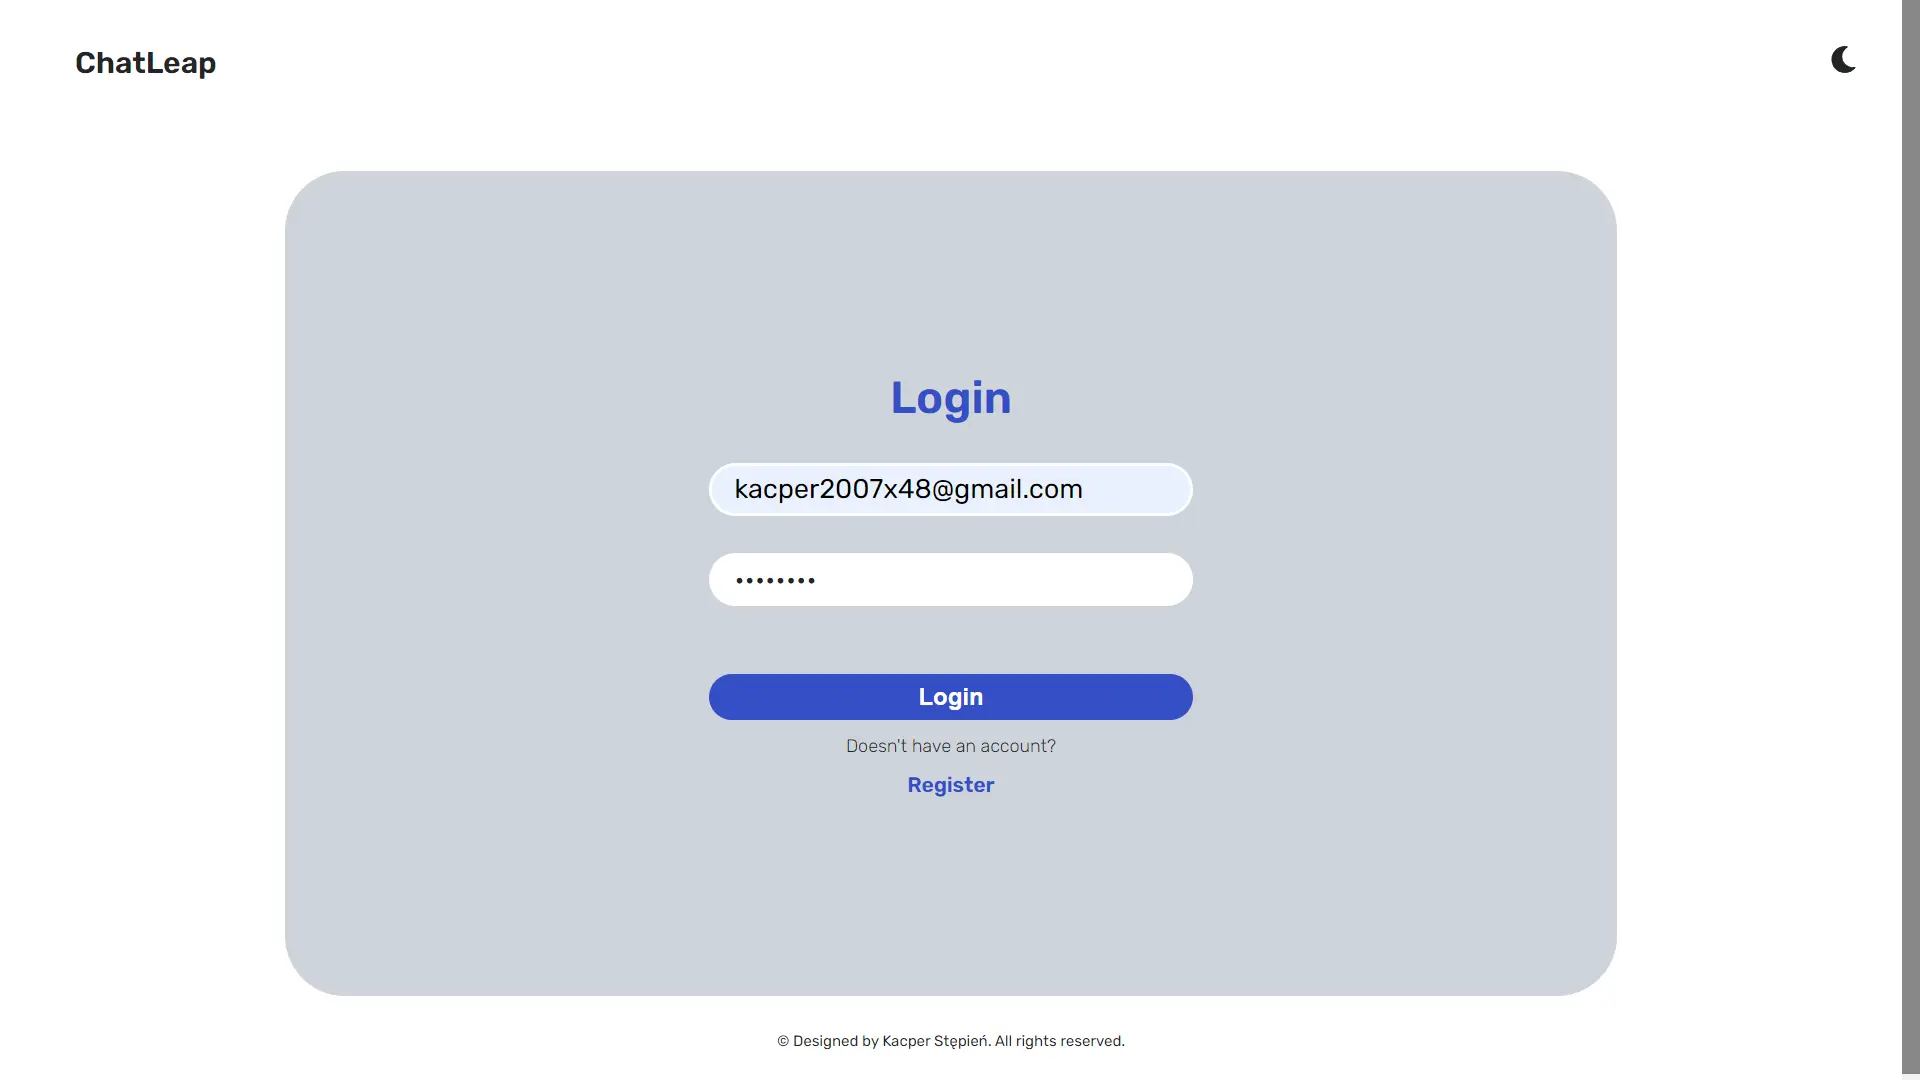 ChatLeap
Login
kacper2007x48@gmail.com
••••••••
Login
Doesn't have an account?
Register
© Designed by Kacper Stępień. All rights reserved.